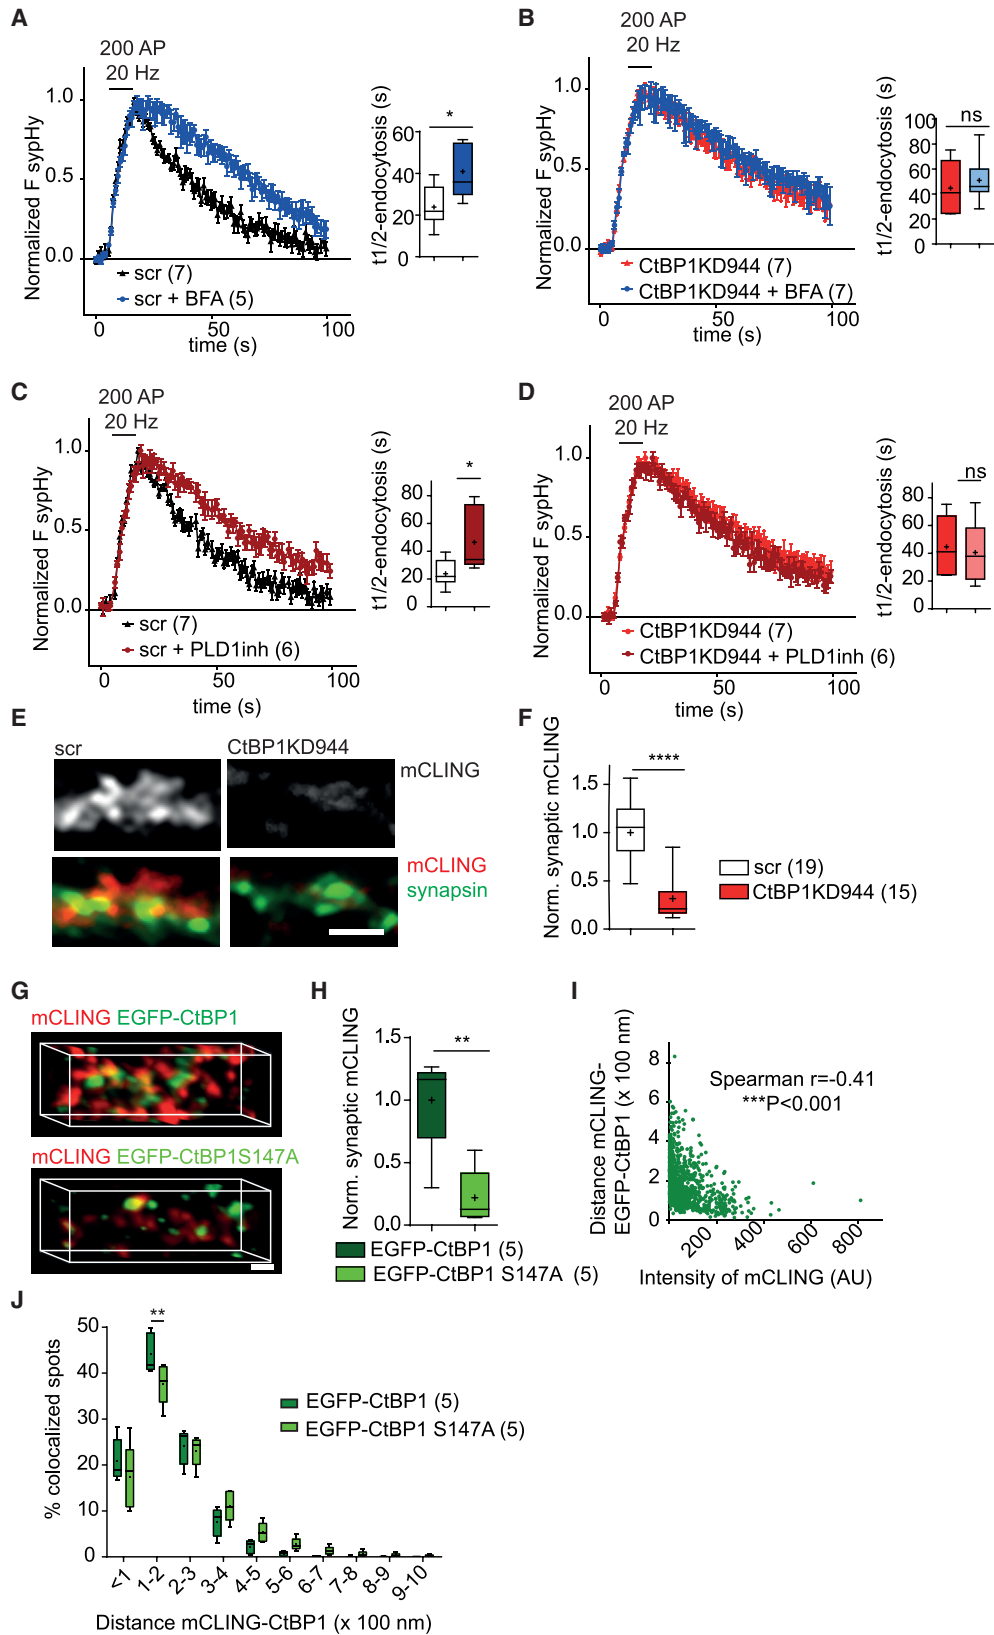 A
200 AP
20 Hz
Normalized F sypHy
1.0
0.5
0.0
scr (7)
scr + BFA (5)
0
50
100
time (s)
t1/2-endocytosis (s)
*
60
40
20
0
B
200 AP
20 Hz
Normalized F sypHy
1.0
0.5
0.0
CtBP1KD944 (7)
CtBP1KD944 + BFA (7)
0
50
100
time (s)
t1/2-endocytosis (s)
ns
100
80
60
40
20
0
C
200 AP
20 Hz
Normalized F sypHy
1.0
0.5
0.0
scr (7)
scr + PLD1inh (6)
0
50
100
time (s)
t1/2-endocytosis (s)
*
80
60
40
20
0
D
200 AP
20 Hz
Normalized F sypHy
1.0
0.5
0.0
CtBP1KD944 (7)
CtBP1KD944 + PLD1inh (6)
0
50
100
time (s)
t1/2-endocytosis (s)
ns
80
60
40
20
0
E
scr
CtBP1KD944
mCLING
mCLING
synapsin
F
Norm. synaptic mCLING
****
1.5
1.0
0.5
0.0
scr (19)
CtBP1KD944 (15)
G
mCLING EGFP-CtBP1
mCLING EGFP-CtBP1S147A
H
Norm. synaptic mCLING
**
1.5
1.0
0.5
0.0
EGFP-CtBP1 (5)
EGFP-CtBP1 S147A (5)
I
Distance mCLING-
EGFP-CtBP1 (x 100 nm)
8
6
4
2
0
Spearman r=-0.41
***P<0.001
200
400
600
800
Intensity of mCLING (AU)
J
% colocalized spots
50
40
30
20
10
0
**
EGFP-CtBP1 (5)
EGFP-CtBP1 S147A (5)
<1
1-2
2-3
3-4
4-5
5-6
6-7
7-8
8-9
9-10
Distance mCLING-CtBP1 (x 100 nm)